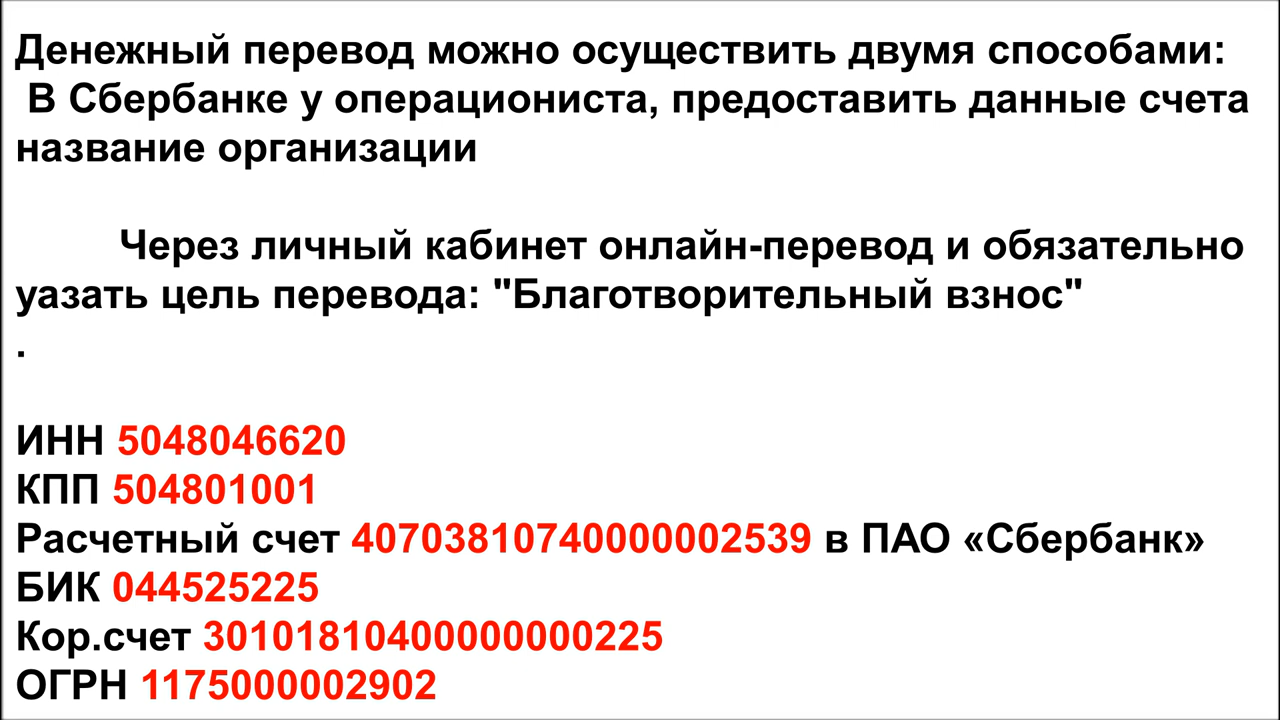 Денежный перевод можно осуществить двумя способами:
В Сбербанке у операциониста, предоставить данные счета
название организации
Через личный кабинет онлайн-перевод и обязательно
уазать цель перевода: "Благотворительный взнос"
.
ИНН 5048046620
КПП 504801001
Расчетный счет 40703810740000002539 в ПАО «Сбербанк»
БИК 044525225
Кор.счет 30101810400000000225
ОГРН 1175000002902